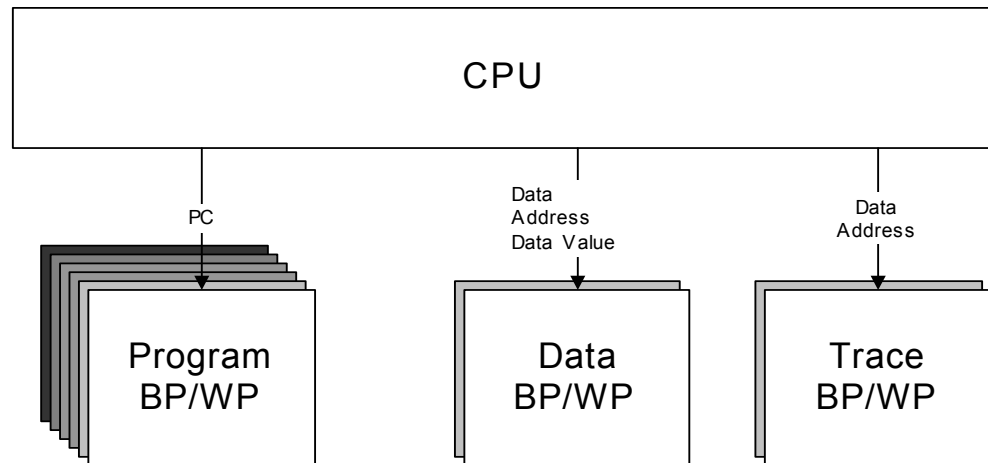 CPU
PC
Data
Address
Data Value
Data
Address
Program
BP/WP
Data
BP/WP
Trace
BP/WP